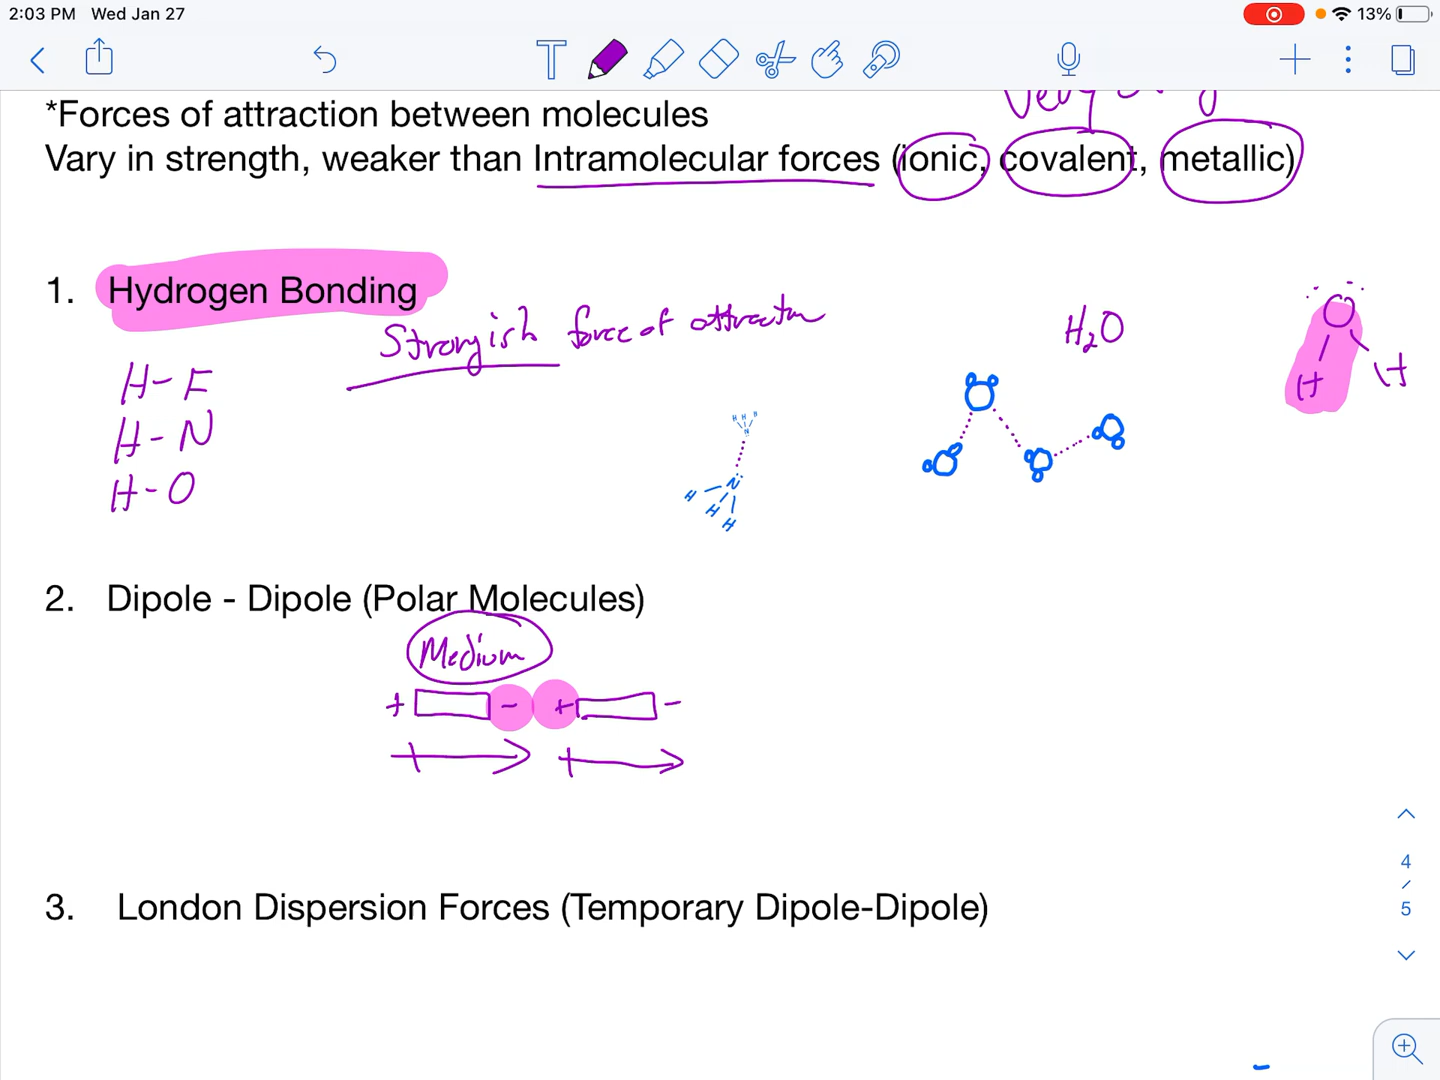 2:03 PM Wed Jan 27
13%
*Forces of attraction between molecules
Vary in strength, weaker than Intramolecular forces (ionic, covalent, metallic)
1. Hydrogen Bonding
Strongish force of
H-F
H-N
H-O
H₂O
O
H H
H H H
N
N
H H H
2. Dipole - Dipole (Polar Molecules)
Medium
+ - + -
3. London Dispersion Forces (Temporary Dipole-Dipole)
4
/
5